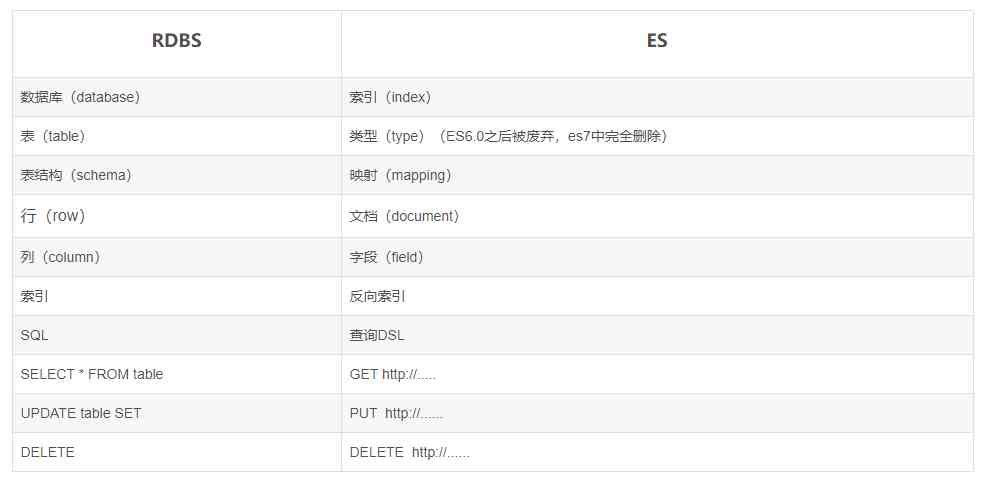 RDBS ES
数据库（database） 索引（index）
表（table） 类型（type）（ES6.0之后被废弃，es7中完全删除）
表结构（schema） 映射（mapping）
行（row） 文档（document）
列（column） 字段（field）
索引 反向索引
SQL 查询DSL
SELECT * FROM table GET http://.....
UPDATE table SET PUT  http://......
DELETE DELETE  http://......